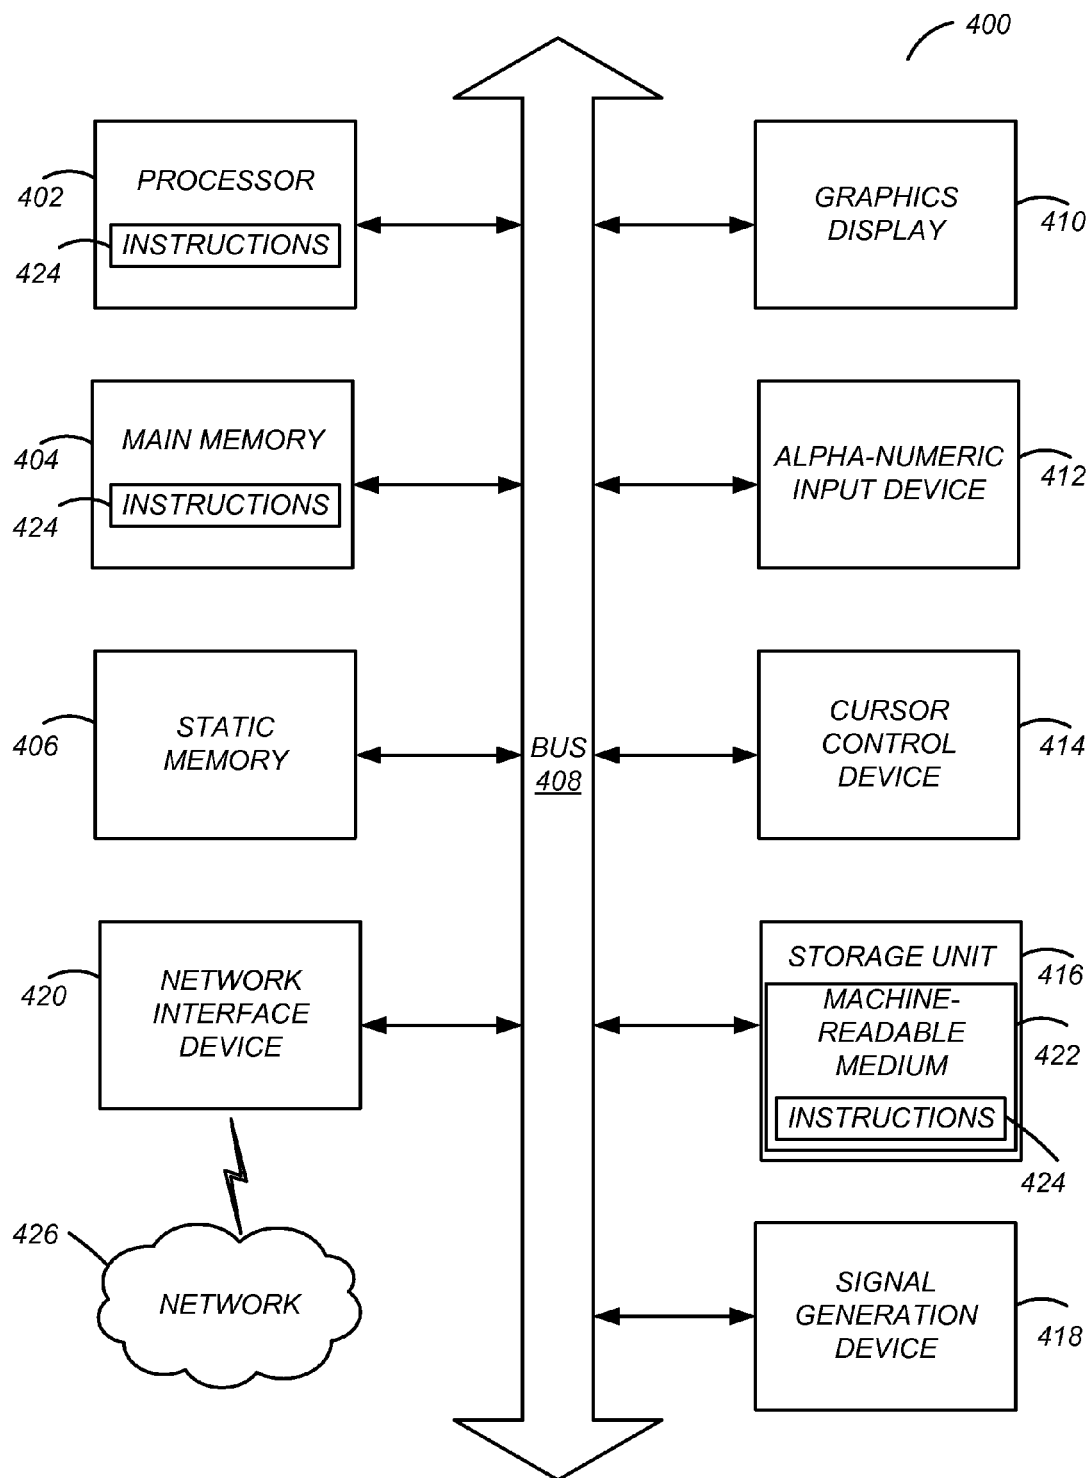 400
PROCESSOR
402
INSTRUCTIONS
424
GRAPHICS
DISPLAY
410
MAIN MEMORY
404
INSTRUCTIONS
424
ALPHA-NUMERIC
INPUT DEVICE
412
STATIC
MEMORY
406
BUS
408
CURSOR
CONTROL
DEVICE
414
NETWORK
INTERFACE
DEVICE
420
STORAGE UNIT
416
MACHINE-
READABLE
MEDIUM
422
INSTRUCTIONS
424
426
NETWORK
SIGNAL
GENERATION
DEVICE
418